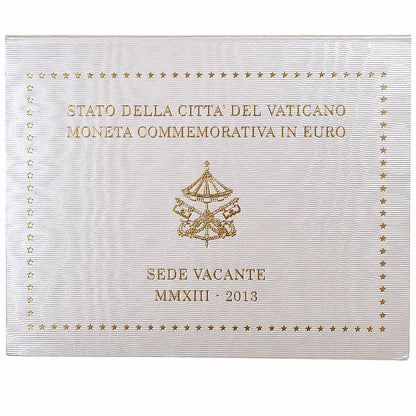 STATO DELLA CITTA' DEL VATICANO
MONETA COMMEMORATIVA IN EURO
SEDE VACANTE
MMXIII - 2013